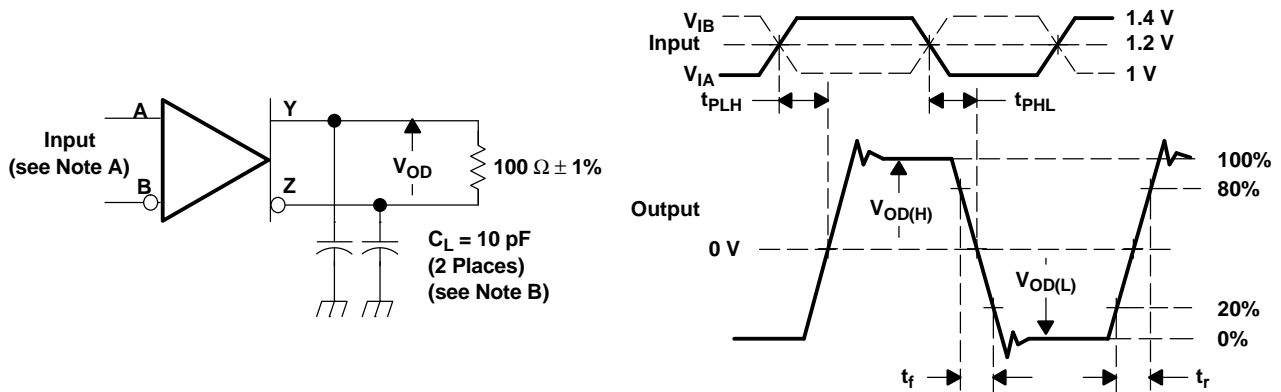 A
Y
Input
(see Note A)
V_OD
100 Ω ± 1%
B
Z
C_L = 10 pF
(2 Places)
(see Note B)
V_IB
1.4 V
Input
1.2 V
V_IA
1 V
t_PLH
t_PHL
100%
80%
V_OD(H)
Output
0 V
V_OD(L)
20%
0%
t_f
t_r